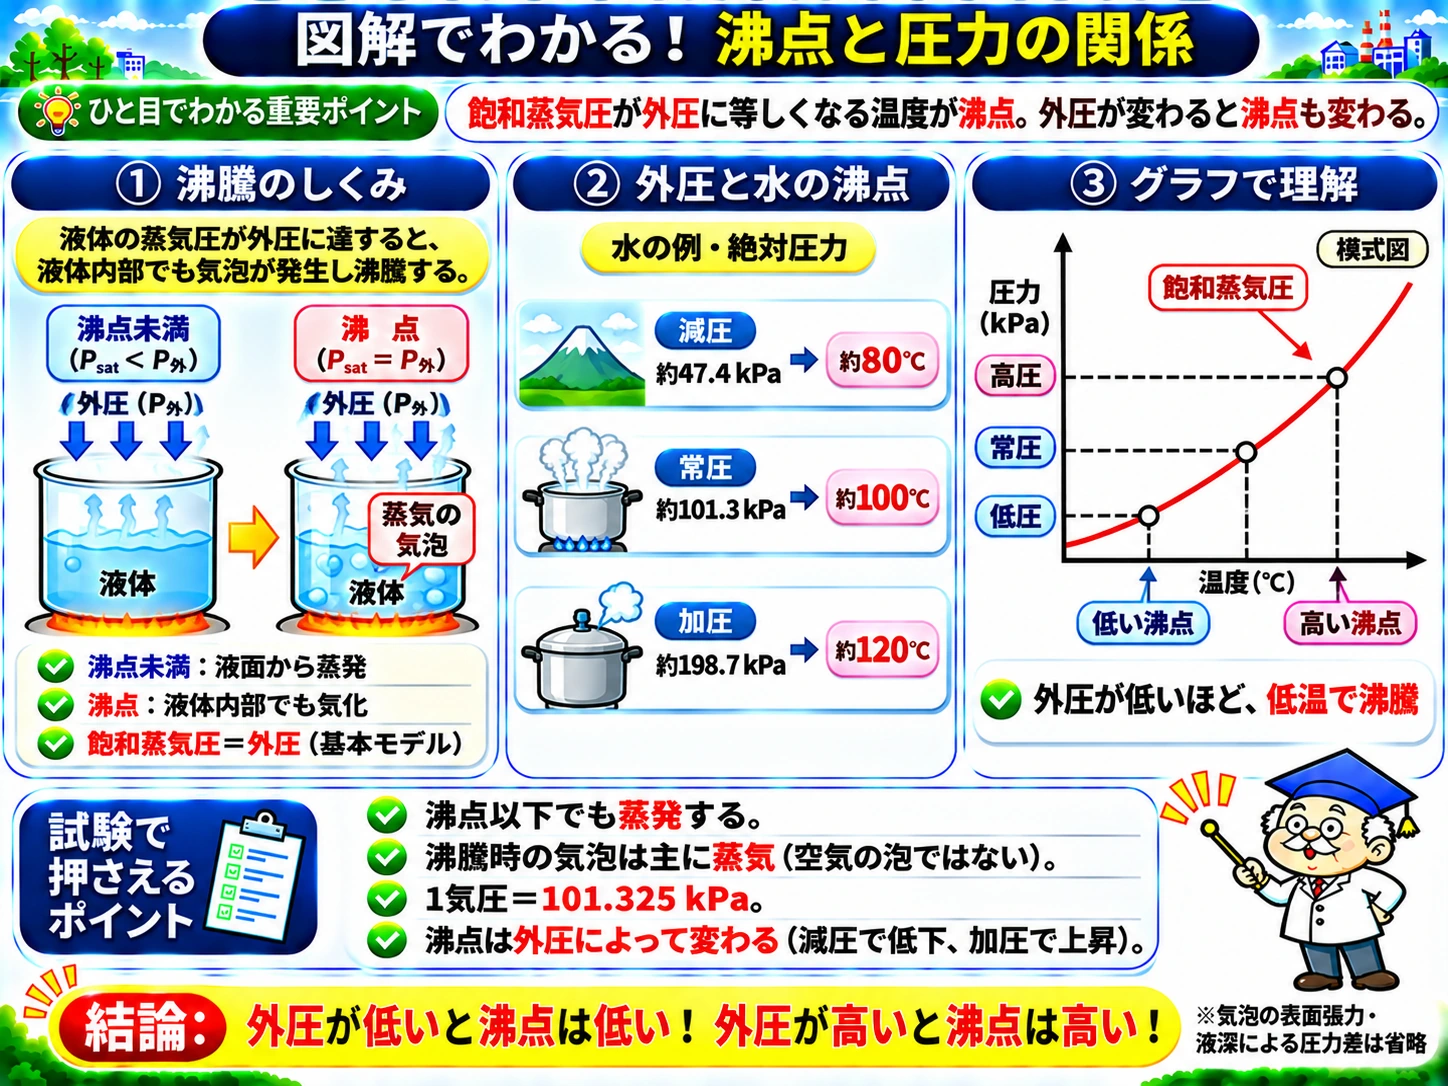 図解でわかる！ 沸点と圧力の関係
ひと目でわかる重要ポイント
飽和蒸気圧が外圧に等しくなる温度が沸点。外圧が変わると沸点も変わる。
① 沸騰のしくみ
液体の蒸気圧が外圧に達すると、
液体内部でも気泡が発生し沸騰する。
沸点未満
(Psat < P外)
沸 点
(Psat = P外)
外圧 (P外)
外圧 (P外)
蒸気の
気泡
液体
液体
沸点未満：液面から蒸発
沸点：液体内部でも気化
飽和蒸気圧＝外圧（基本モデル）
② 外圧と水の沸点
水の例・絶対圧力
減圧
約47.4 kPa
約80℃
常圧
約101.3 kPa
約100℃
加圧
約198.7 kPa
約120℃
③ グラフで理解
模式図
圧力
(kPa)
飽和蒸気圧
高圧
常圧
低圧
温度(℃)
低い沸点
高い沸点
外圧が低いほど、低温で沸騰
試験で
押さえる
ポイント
沸点以下でも蒸発する。
沸騰時の気泡は主に蒸気（空気の泡ではない）。
1気圧＝101.325 kPa。
沸点は外圧によって変わる（減圧で低下、加圧で上昇）。
結論：
外圧が低いと沸点は低い！ 外圧が高いと沸点は高い！
※気泡の表面張力・
液深による圧力差は省略